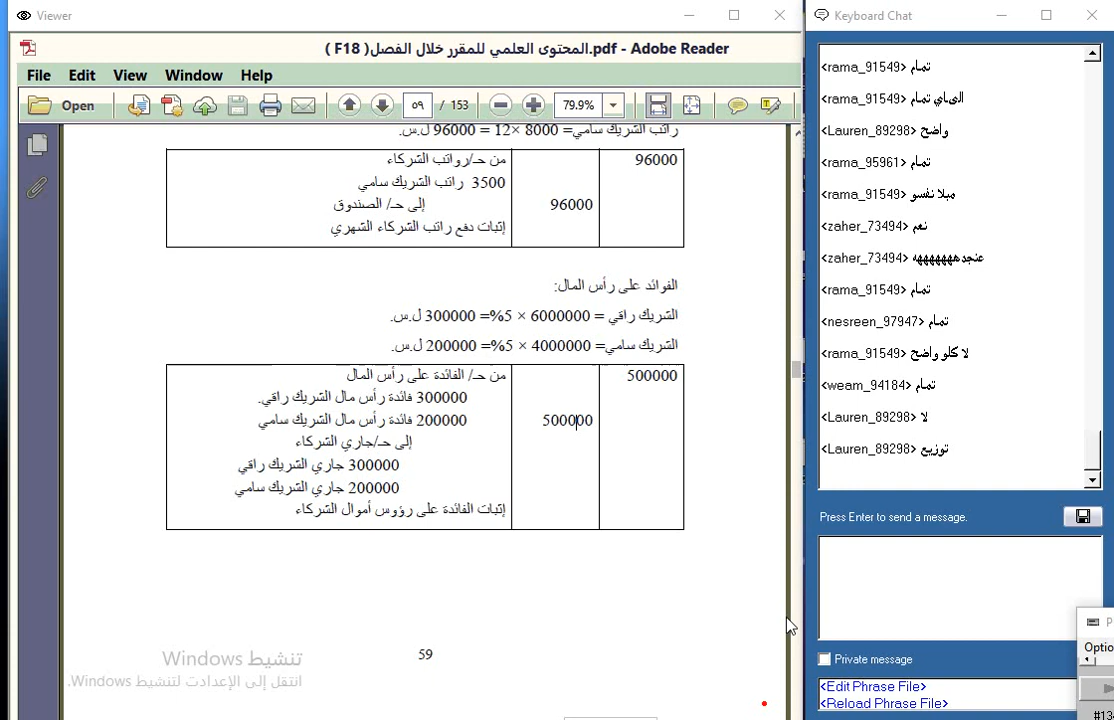 Viewer
المحتوى العلمي للمقرر خلال الفصل( F18 ).pdf - Adobe Reader
File Edit View Window Help
Open ٥٩ / 153 79.9%
راتب الشريك سامي= 8000 ×12 = 96000 ل.س.
96000 من حـ/رواتب الشركاء
3500 راتب الشريك سامي
96000 إلى حـ/ الصندوق
إثبات دفع راتب الشركاء الشهري
الفوائد على رأس المال:
الشريك راقي = 6000000 × 5%= 300000 ل.س.
الشريك سامي= 4000000 × 5%= 200000 ل.س.
500000 من حـ/ الفائدة على رأس المال
300000 فائدة رأس مال الشريك راقي.
500000 200000 فائدة رأس مال الشريك سامي
إلى حـ/جاري الشركاء
300000 جاري الشريك راقي
200000 جاري الشريك سامي
إثبات الفائدة على رؤوس أموال الشركاء
59
تنشيط Windows
انتقل إلى الإعدادت لتنشيط Windows.
Keyboard Chat
<rama_91549> تمام
<rama_91549> الباي تمام
<Lauren_89298> واضح
<rama_95961> تمام
<rama_91549> مبلا نفسو
<zaher_73494> نعم
<zaher_73494> عنجدهههههههه
<rama_91549> تمام
<nesreen_97947> تمام
<rama_91549> لا كلو واضح
<weam_94184> تمام
<Lauren_89298> لا
<Lauren_89298> توزيع
Press Enter to send a message.
Private message
<Edit Phrase File>
<Reload Phrase File>
P
Optio
#13